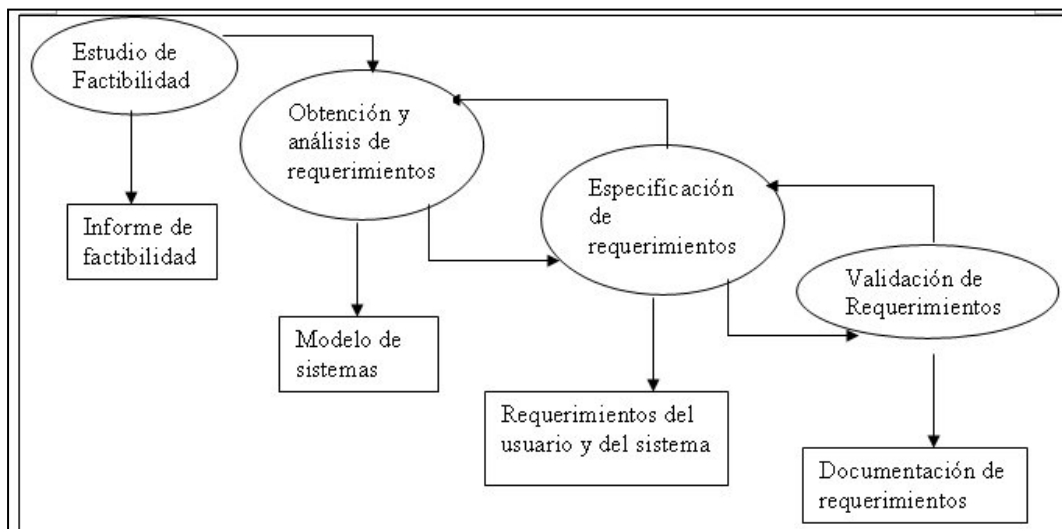 Estudio de
Factibilidad
Obtención y
análisis de
requerimientos
Especificación
de
requerimientos
Informe de
factibilidad
Validación de
Requerimientos
Modelo de
sistemas
Requerimientos del
usuario y del sistema
Documentación de
requerimientos